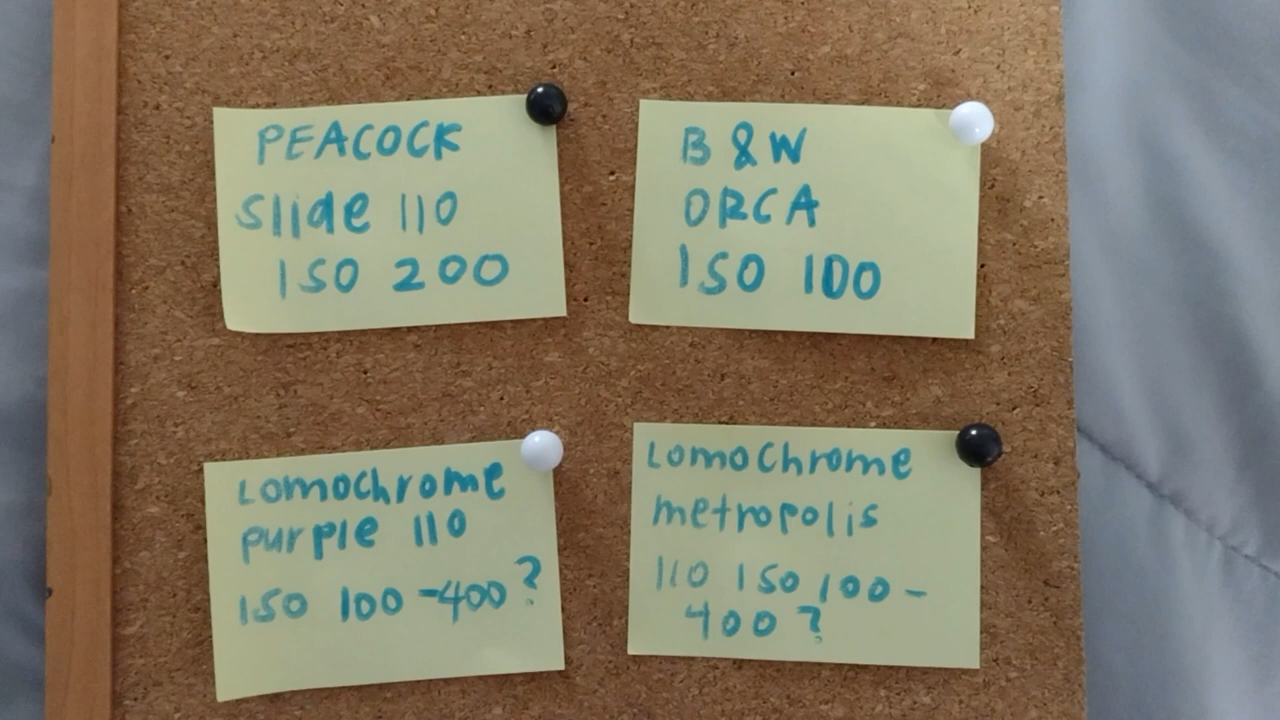 PEACOCK
slide 110
ISO 200
B & W
ORCA
ISO 100
Lomochrome
purple 110
ISO 100 -400?
LomoChrome
metropolis
110 ISO 100 -
400?